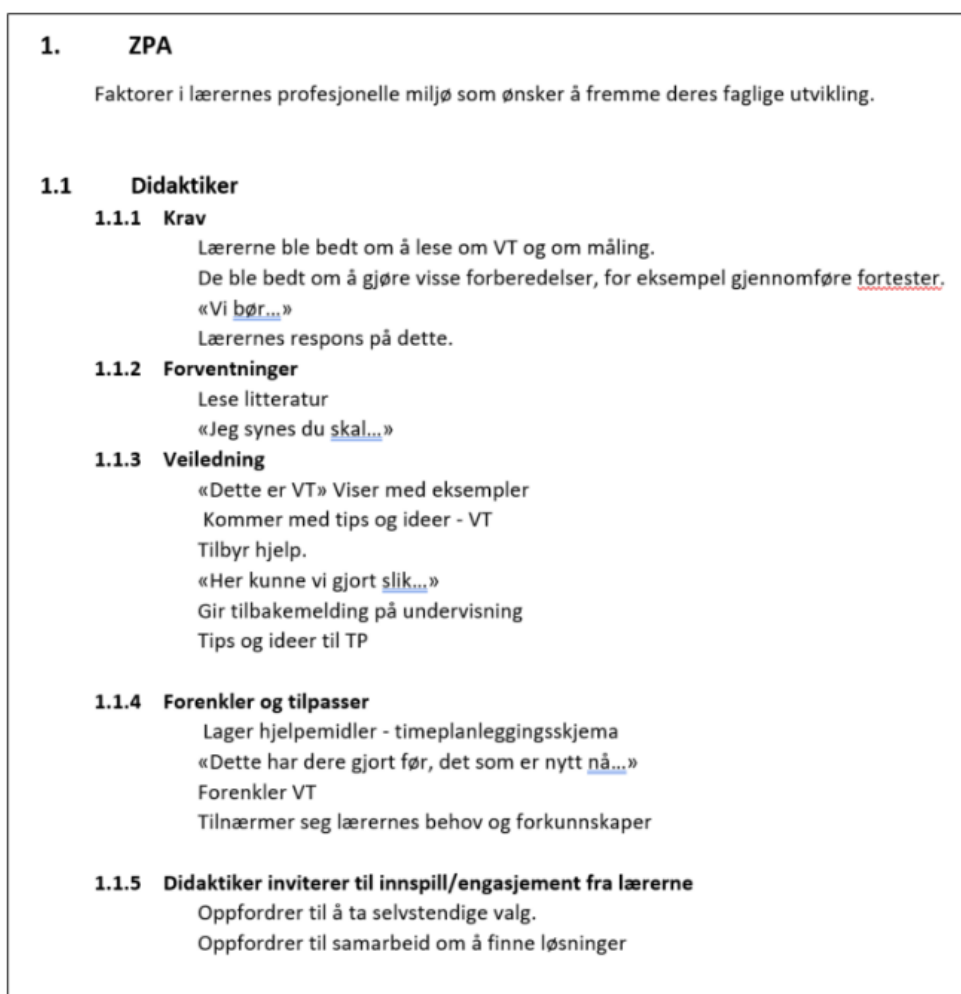 1. ZPA
Faktorer i lærernes profesjonelle miljø som ønsker å fremme deres faglige utvikling.
1.1 Didaktiker
1.1.1 Krav
Lærerne ble bedt om å lese om VT og om måling.
De ble bedt om å gjøre visse forberedelser, for eksempel gjennomføre fortester.
«Vi bør...»
Lærernes respons på dette.
1.1.2 Forventninger
Lese litteratur
«Jeg synes du skal...»
1.1.3 Veiledning
«Dette er VT» Viser med eksempler
Kommer med tips og ideer - VT
Tilbyr hjelp.
«Her kunne vi gjort slik...»
Gir tilbakemelding på undervisning
Tips og ideer til TP
1.1.4 Forenkler og tilpasser
Lager hjelpemidler - timeplanleggingsskjema
«Dette har dere gjort før, det som er nytt nå...»
Forenkler VT
Tilnærmer seg lærernes behov og forkunnskaper
1.1.5 Didaktiker inviterer til innspill/engasjement fra lærerne
Oppfordrer til å ta selvstendige valg.
Oppfordrer til samarbeid om å finne løsninger